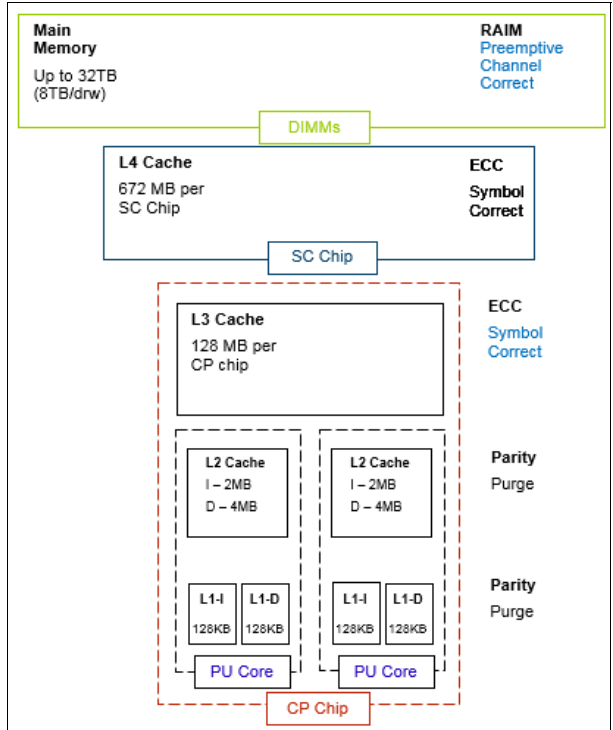 Main
Memory
Up to 32TB
(8TB/drw)
RAIM
Preemptive
Channel
Correct
DIMMs
L4 Cache
672 MB per
SC Chip
ECC
Symbol
Correct
SC Chip
L3 Cache
128 MB per
CP chip
ECC
Symbol
Correct
L2 Cache
I – 2MB
D – 4MB
L2 Cache
I – 2MB
D – 4MB
Parity
Purge
L1-I
128KB
L1-D
128KB
L1-I
128KB
L1-D
128KB
Parity
Purge
PU Core
PU Core
CP Chip